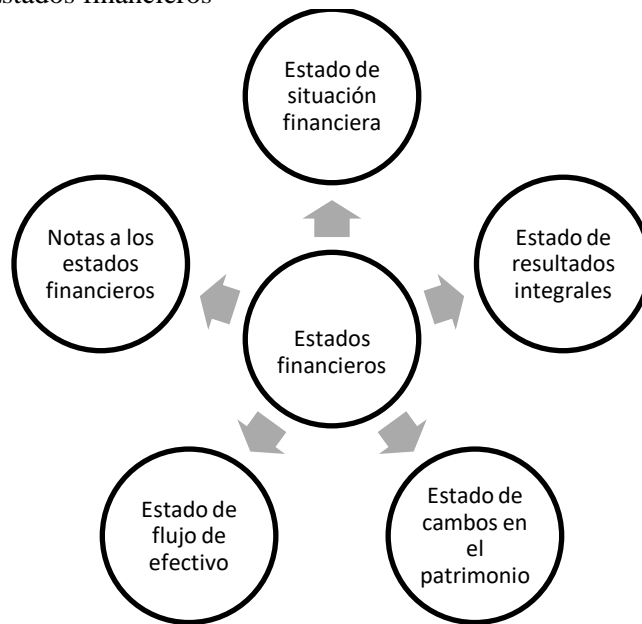 Estados financieros
Estado de
situación
financiera
Estado de
resultados
integrales
Estado de
cambos en
el
patrimonio
Estado de
flujo de
efectivo
Notas a los
estados
financieros
Estados
financieros